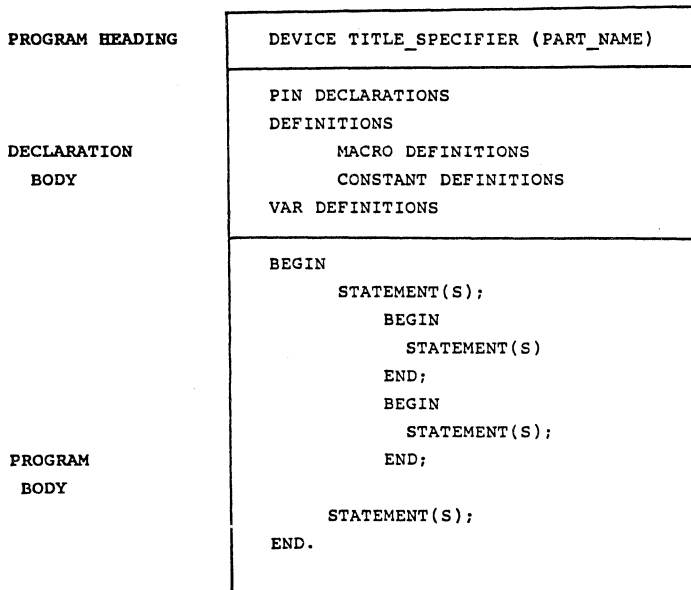 PROGRAM HEADING DEVICE TITLE_SPECIFIER (PART_NAME)
PIN DECLARATIONS
DEFINITIONS
DECLARATION MACRO DEFINITIONS
BODY CONSTANT DEFINITIONS
VAR DEFINITIONS
BEGIN
STATEMENT(S);
BEGIN
STATEMENT(S)
END;
BEGIN
STATEMENT(S);
PROGRAM END;
BODY
STATEMENT(S);
END.